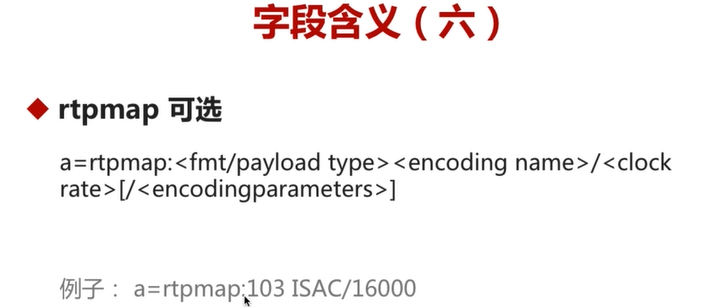 字段含义（六）
rtpmap 可选
a=rtpmap:<fmt/payload type><encoding name>/<clock
rate>[/<encodingparameters>]
例子： a=rtpmap:103 ISAC/16000